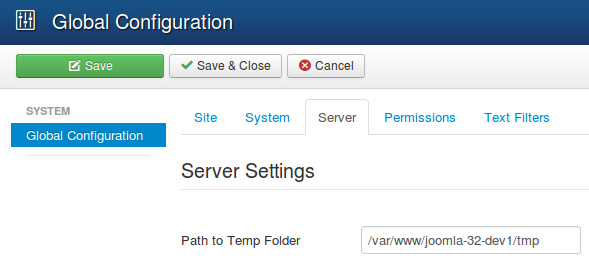 Global Configuration
Save
Save & Close
Cancel
SYSTEM
Global Configuration
Site
System
Server
Permissions
Text Filters
Server Settings
Path to Temp Folder
/var/www/joomla-32-dev1/tmp